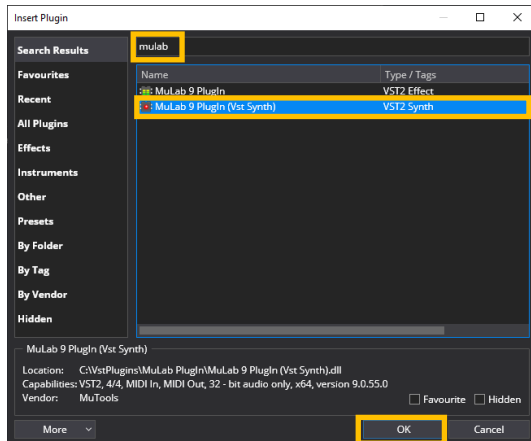 Insert Plugin
Search Results
mulab
Favourites
Recent
All Plugins
Effects
Instruments
Other
Presets
By Folder
By Tag
By Vendor
Hidden
Name Type / Tags
MuLab 9 PlugIn VST2 Effect
MuLab 9 PlugIn (Vst Synth) VST2 Synth
MuLab 9 PlugIn (Vst Synth)
Location: C:\VstPlugins\MuLab PlugIn\MuLab 9 PlugIn (Vst Synth).dll
Capabilities: VST2, 4/4, MIDI In, MIDI Out, 32 - bit audio only, x64, version 9.0.55.0
Vendor: MuTools
Favourite Hidden
More OK Cancel